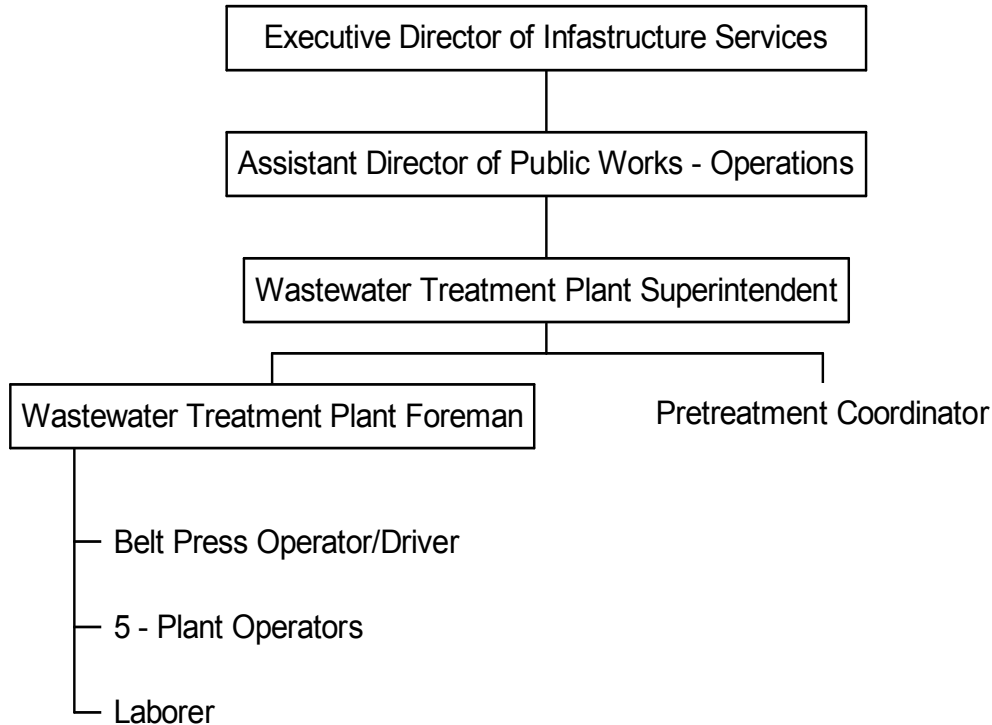 Executive Director of Infastructure Services
Assistant Director of Public Works - Operations
Wastewater Treatment Plant Superintendent
Wastewater Treatment Plant Foreman
Pretreatment Coordinator
Belt Press Operator/Driver
5 - Plant Operators
Laborer